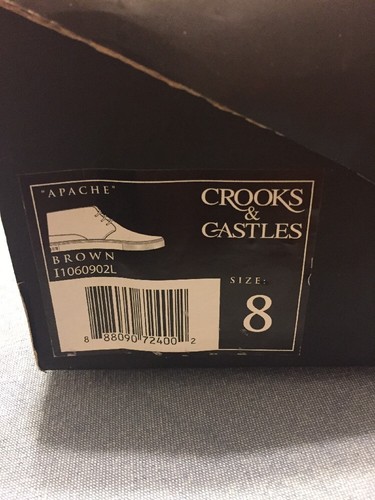 "APACHE"
CROOKS
&
CASTLES
BROWN
I1060902L
SIZE:
8
8 88090 72400 2